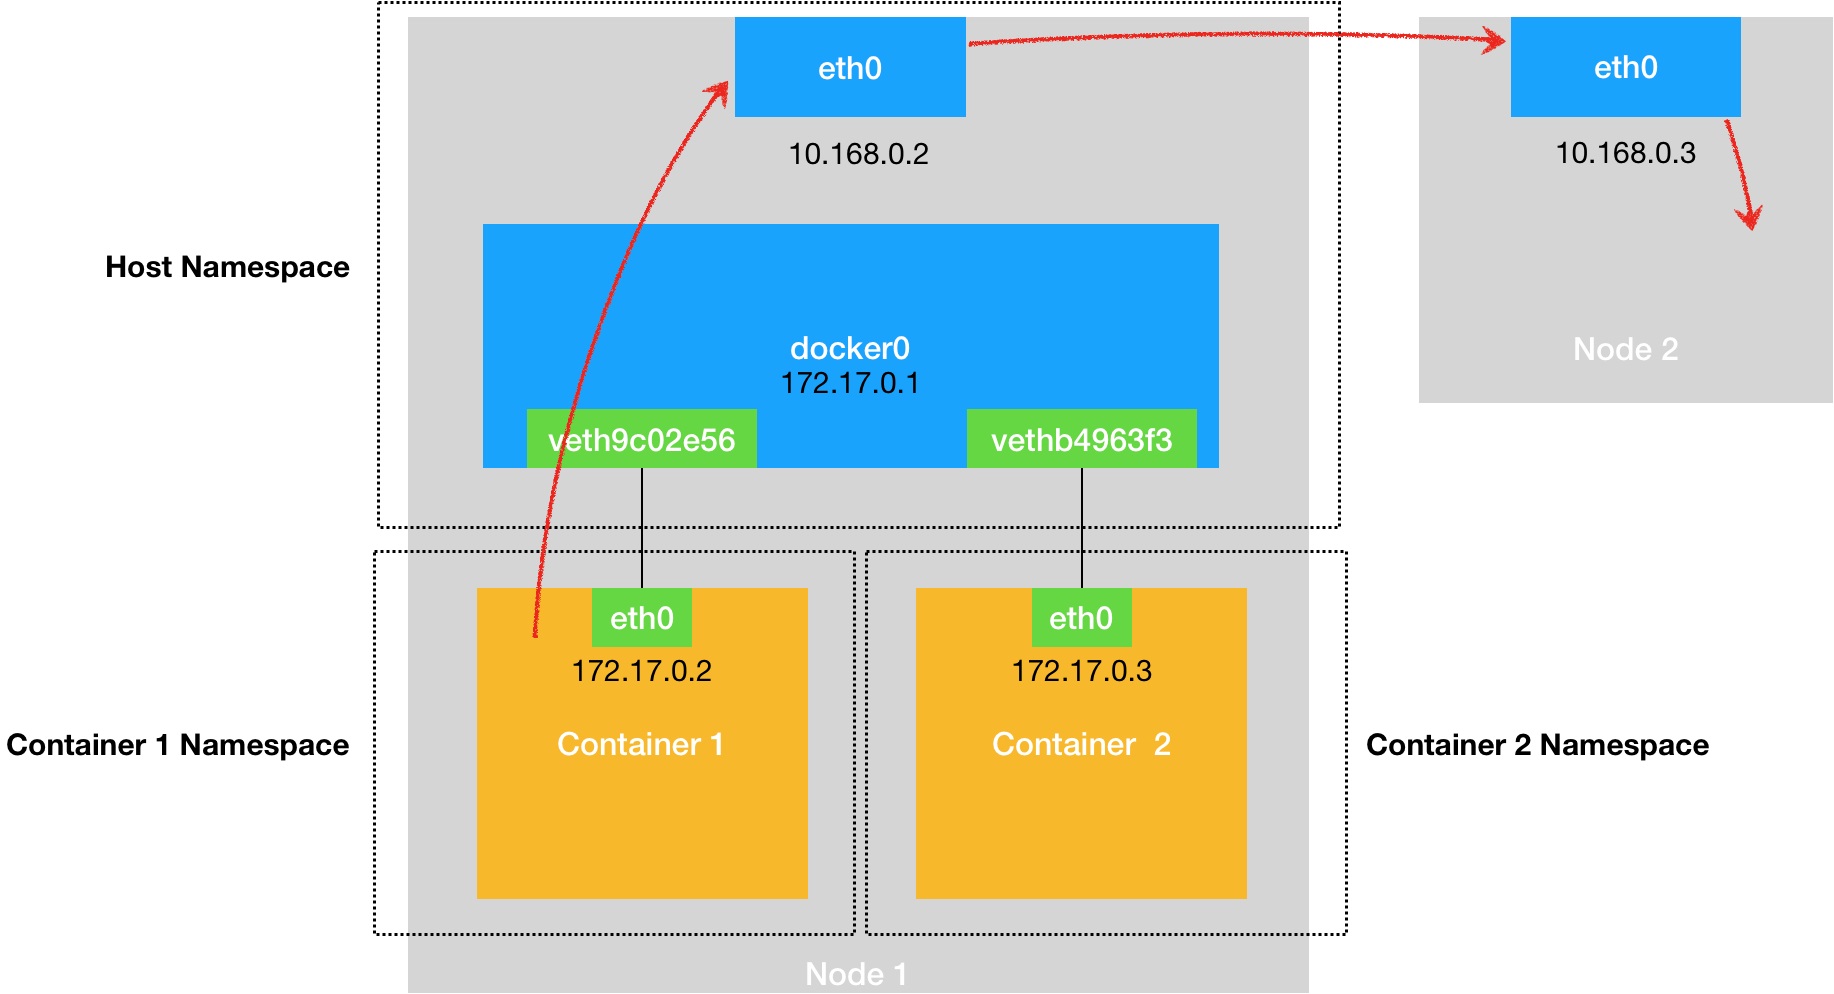 eth0
10.168.0.2
eth0
10.168.0.3
Host Namespace
docker0
172.17.0.1
Node 2
veth9c02e56
vethb4963f3
eth0
172.17.0.2
Container 1
eth0
172.17.0.3
Container 2
Container 1 Namespace
Container 2 Namespace
Node 1